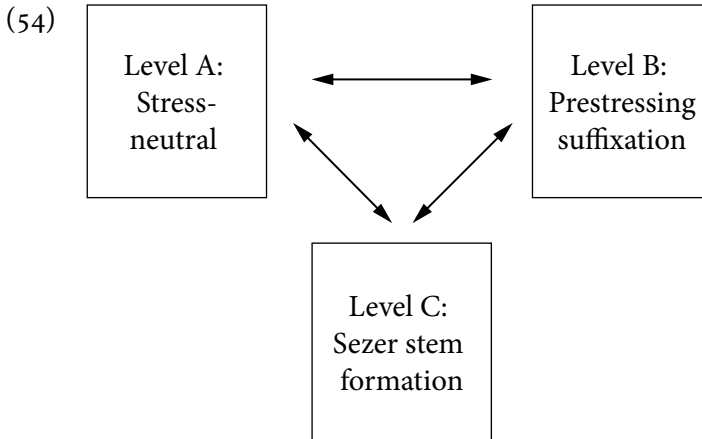 (54)
Level A:
Stress-
neutral
Level B:
Prestressing
suffixation
Level C:
Sezer stem
formation